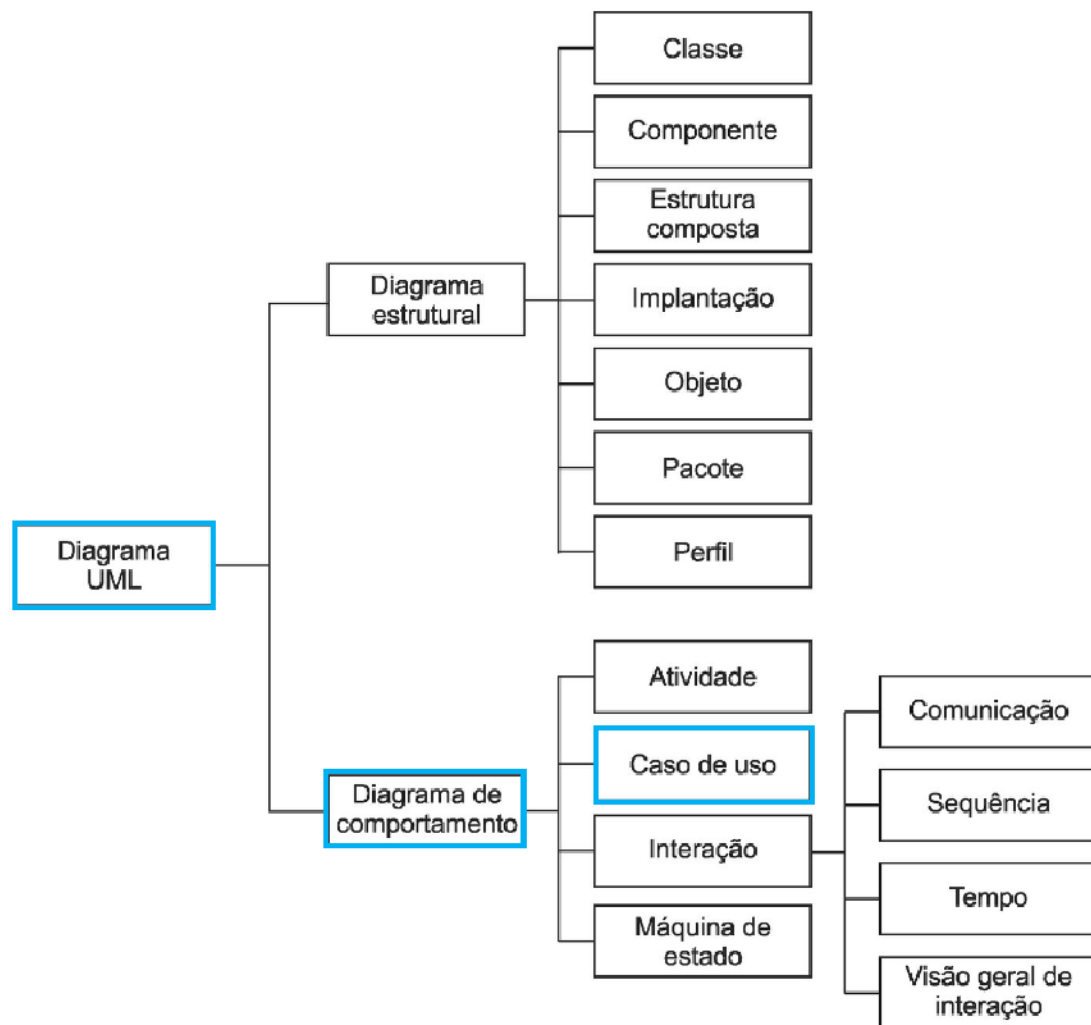 Classe
Componente
Estrutura
composta
Diagrama
estrutural
Implantação
Objeto
Pacote
Perfil
Diagrama
UML
Atividade
Caso de uso
Diagrama de
comportamento
Interação
Máquina de
estado
Comunicação
Sequência
Tempo
Visão geral de
interação